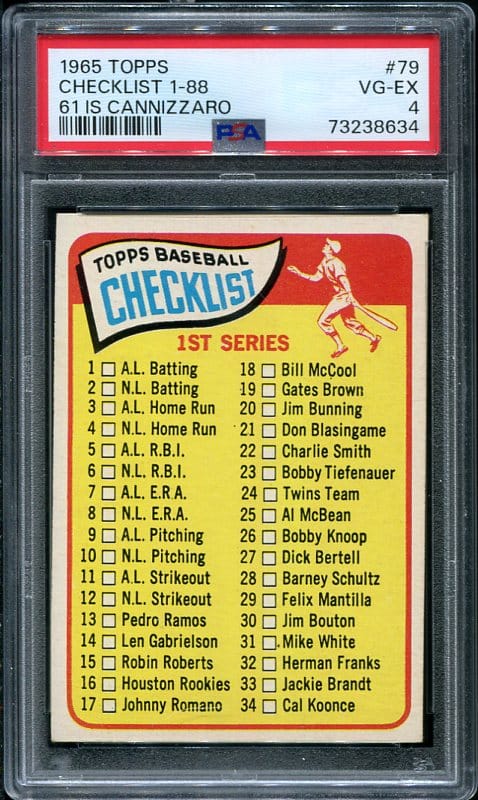 1965 TOPPS #79
CHECKLIST 1-88 VG-EX
61 IS CANNIZZARO 4
PSA 73238634
TOPPS BASEBALL
CHECKLIST
1ST SERIES
1 A.L. Batting
2 N.L. Batting
3 A.L. Home Run
4 N.L. Home Run
5 A.L. R.B.I.
6 N.L. R.B.I.
7 A.L. E.R.A.
8 N.L. E.R.A.
9 A.L. Pitching
10 N.L. Pitching
11 A.L. Strikeout
12 N.L. Strikeout
13 Pedro Ramos
14 Len Gabrielson
15 Robin Roberts
16 Houston Rookies
17 Johnny Romano
18 Bill McCool
19 Gates Brown
20 Jim Bunning
21 Don Blasingame
22 Charlie Smith
23 Bobby Tiefenauer
24 Twins Team
25 Al McBean
26 Bobby Knoop
27 Dick Bertell
28 Barney Schultz
29 Felix Mantilla
30 Jim Bouton
31 Mike White
32 Herman Franks
33 Jackie Brandt
34 Cal Koonce